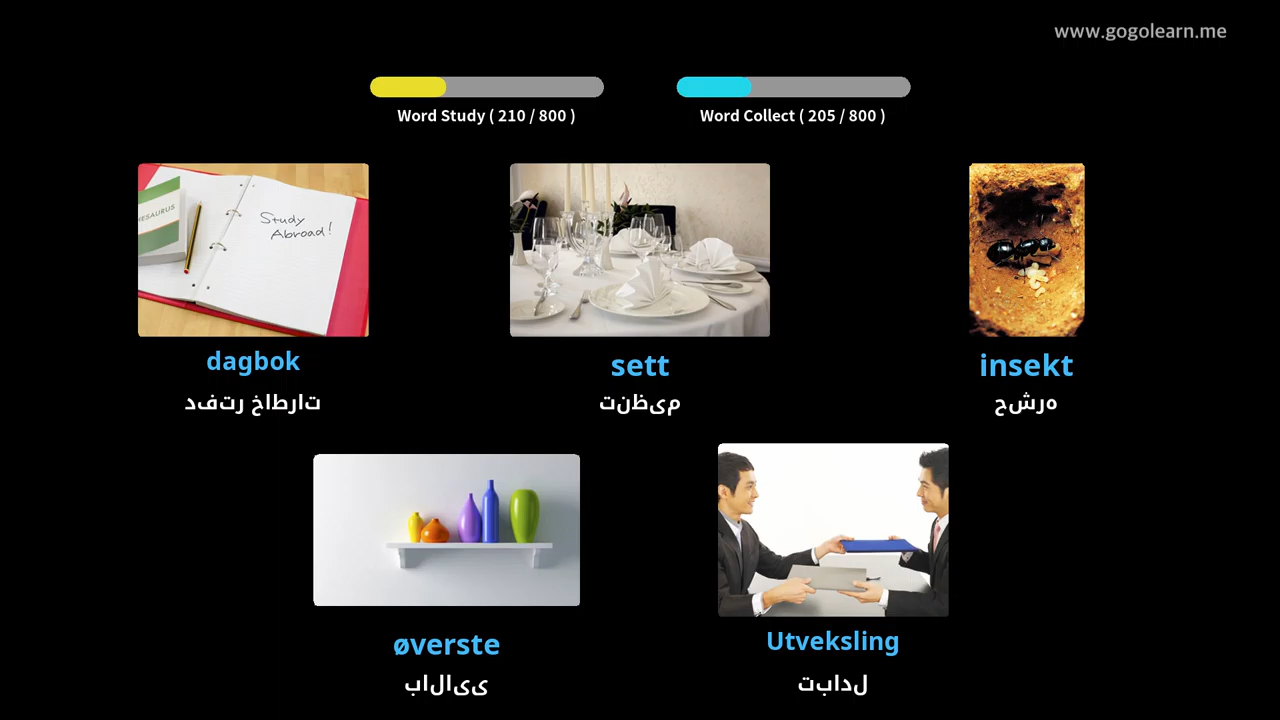 www.gogolearn.me
Word Study ( 210 / 800 )
Word Collect ( 205 / 800 )
THESAURUS
Study
Abroad!
dagbok
sett
insekt
دفتر خاطرات
تنظیم
حشره
øverste
Utveksling
بالایی
تبادل